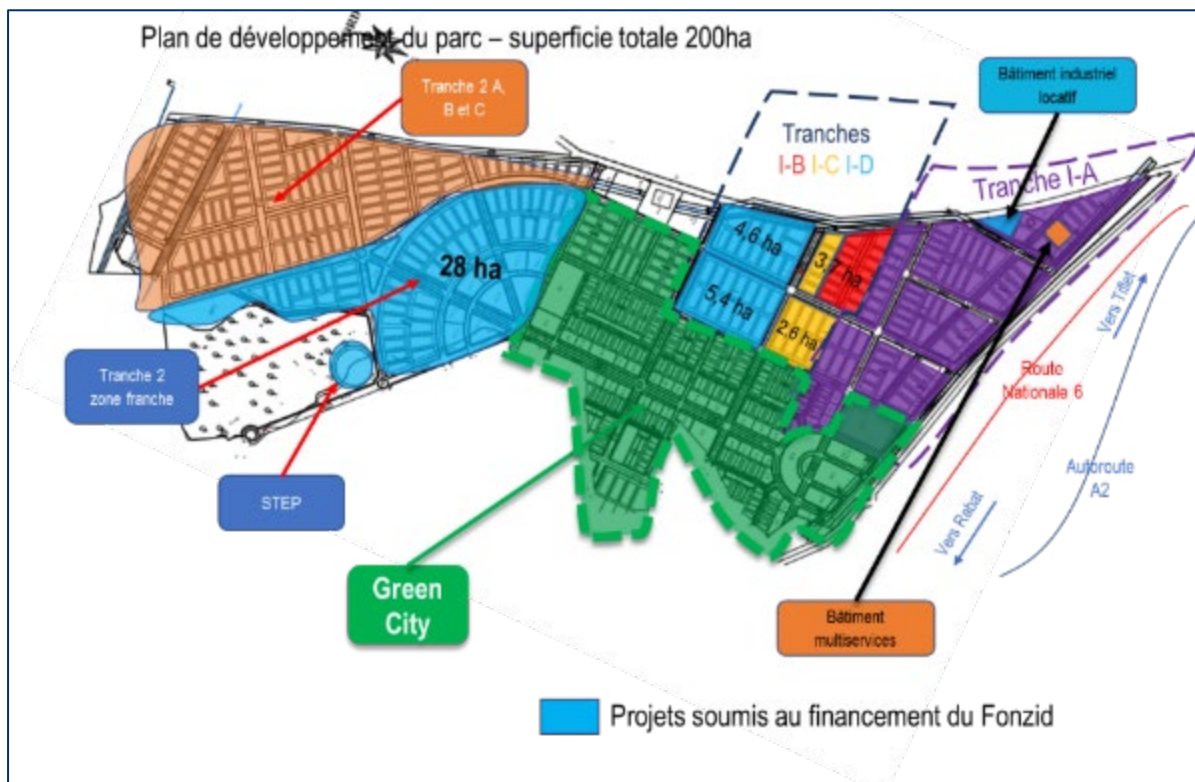 Plan de développement du parc – superficie totale 200ha
Tranche 2 A,
B et C
Bâtiment industriel
locatif
Tranches
I-B I-C I-D
Tranche I-A
4,6 ha
28 ha
3,7 ha
5,4 ha
2,6 ha
Vers Tiflet
Tranche 2
zone franche
Route
Nationale 6
Autoroute
A2
STEP
Vers Rabat
Green
City
Bâtiment
multiservices
Projets soumis au financement du Fonzid